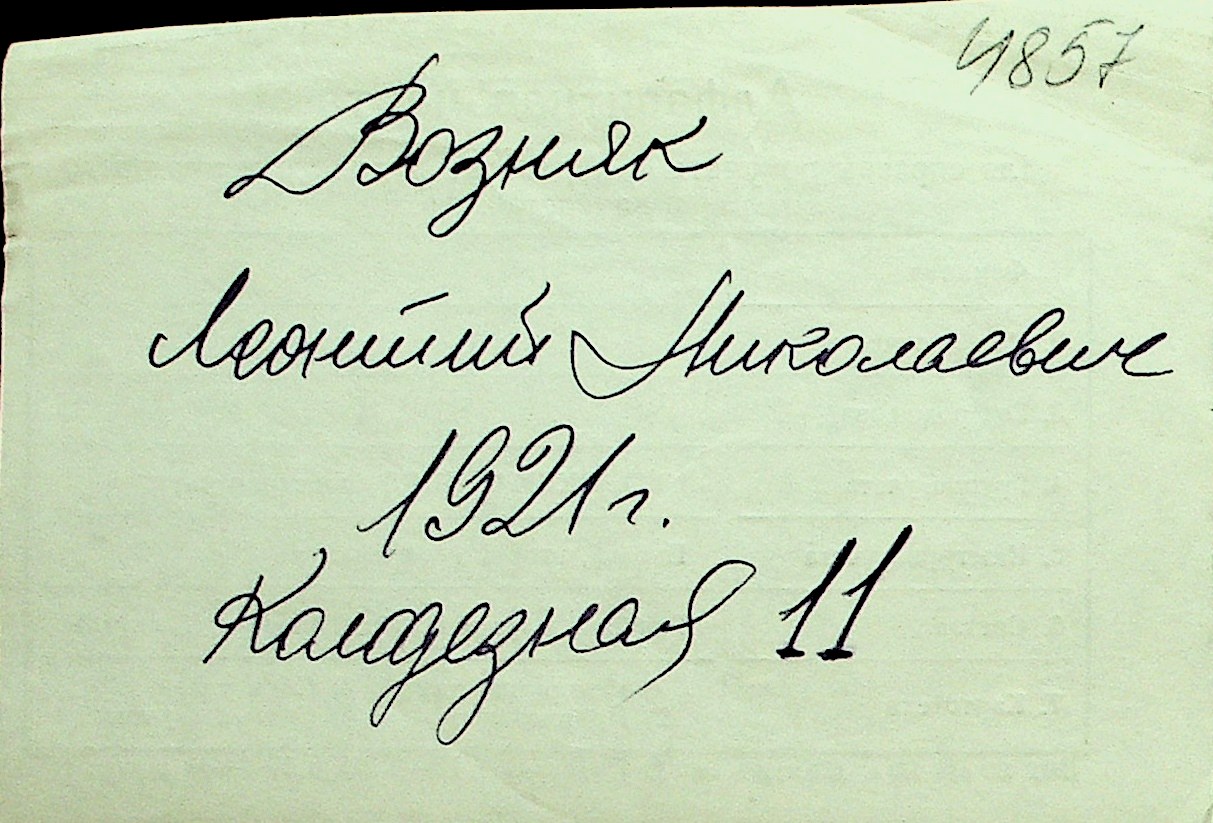 4857
Возняк
Леонтий Николаевич
1921 г.
Колодезная 11